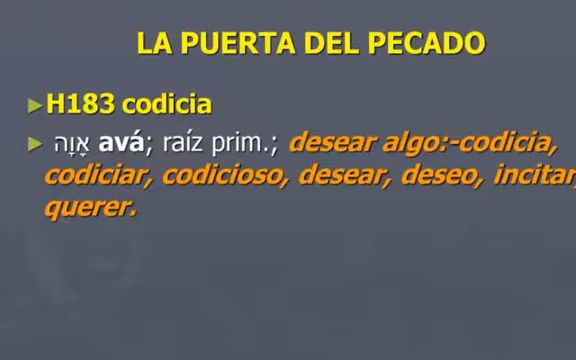 LA PUERTA DEL PECADO
►H183 codicia
► אָוָה avá; raíz prim.; desear algo:-codicia,
codiciar, codicioso, desear, deseo, incitar,
querer.